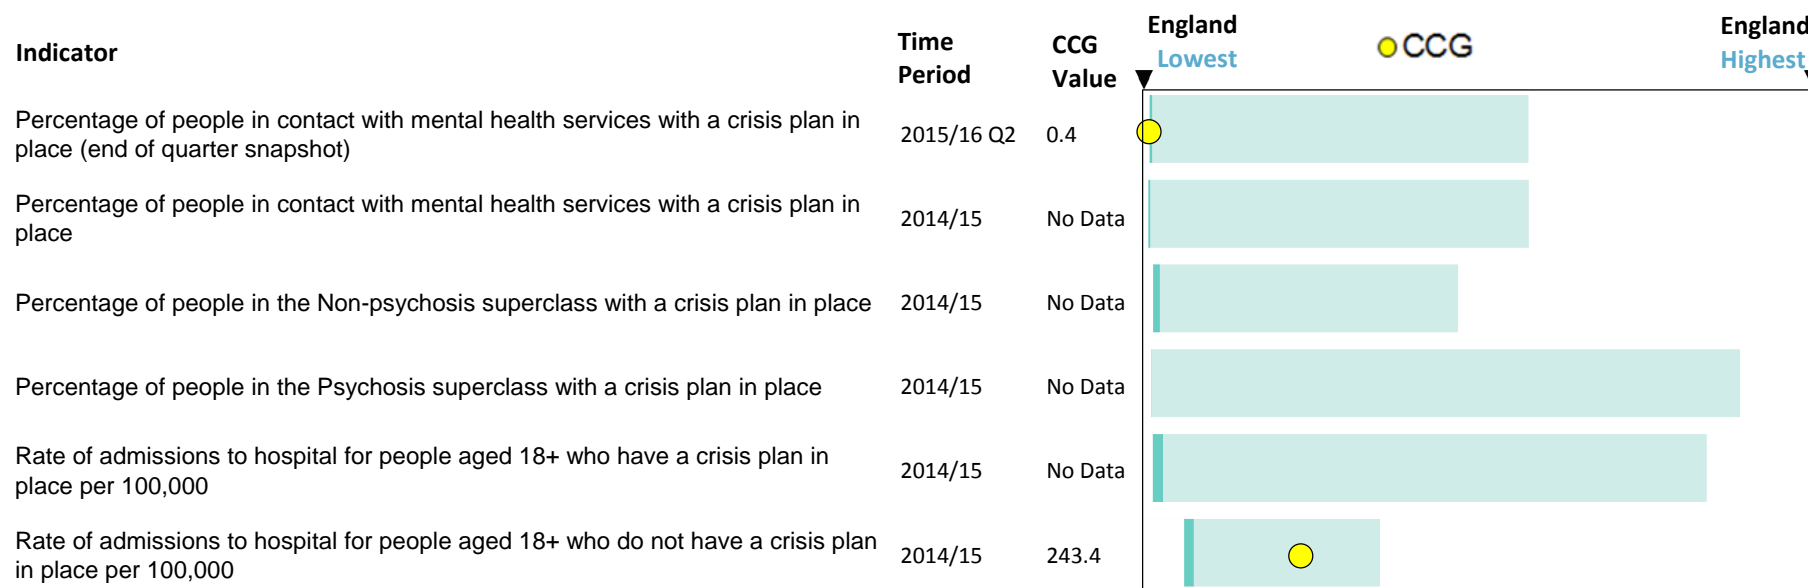 Indicator
Time
Period
CCG
Value
England
Lowest
CCG
England
Highest
Percentage of people in contact with mental health services with a crisis plan in
place (end of quarter snapshot)
2015/16 Q2
0.4
Percentage of people in contact with mental health services with a crisis plan in
place
2014/15
No Data
Percentage of people in the Non-psychosis superclass with a crisis plan in place
2014/15
No Data
Percentage of people in the Psychosis superclass with a crisis plan in place
2014/15
No Data
Rate of admissions to hospital for people aged 18+ who have a crisis plan in
place per 100,000
2014/15
No Data
Rate of admissions to hospital for people aged 18+ who do not have a crisis plan
in place per 100,000
2014/15
243.4